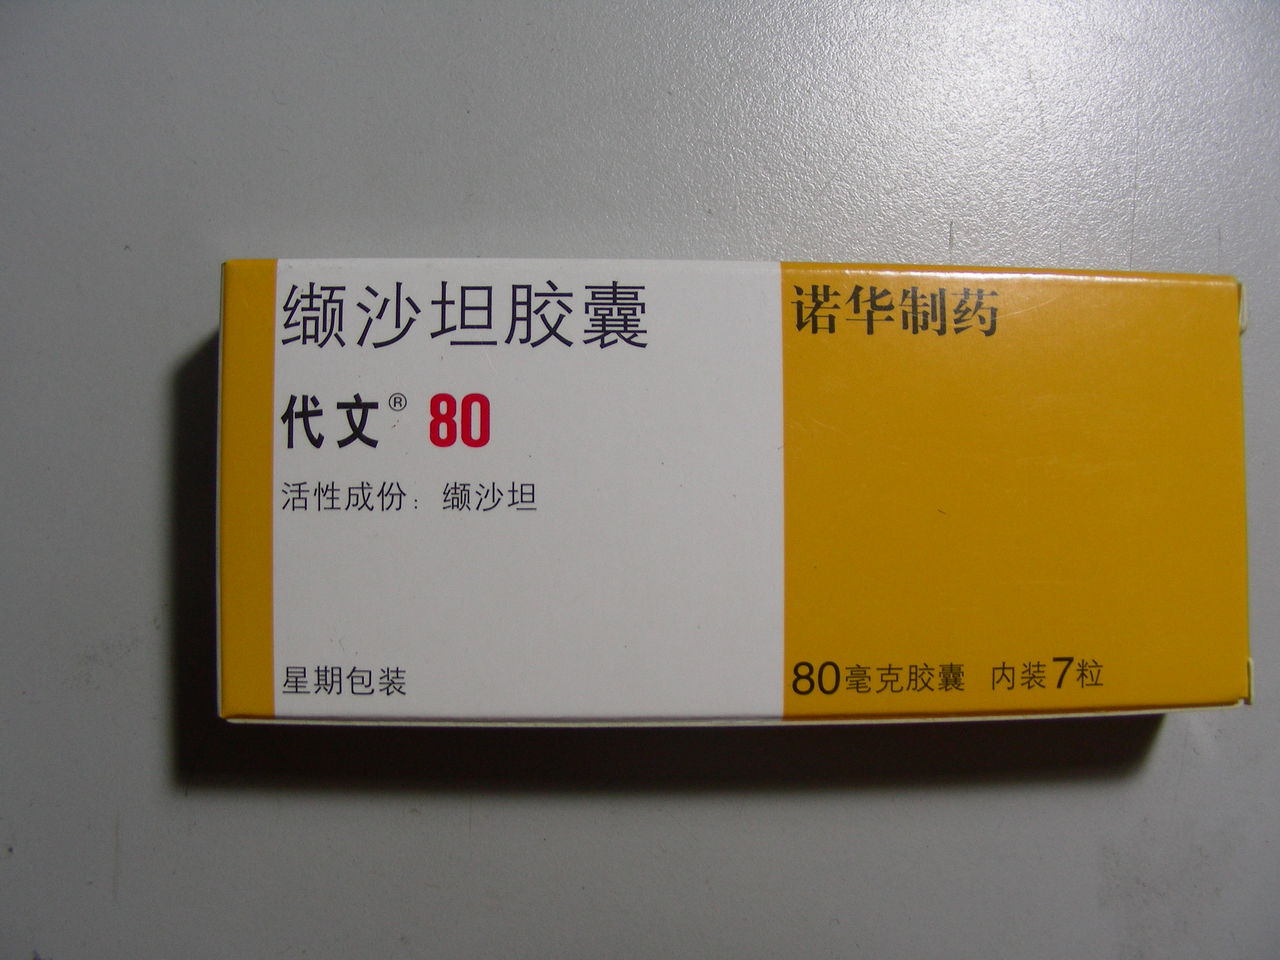 缬沙坦胶囊
代文® 80
活性成份：缬沙坦
星期包装
诺华制药
80毫克胶囊 内装7粒